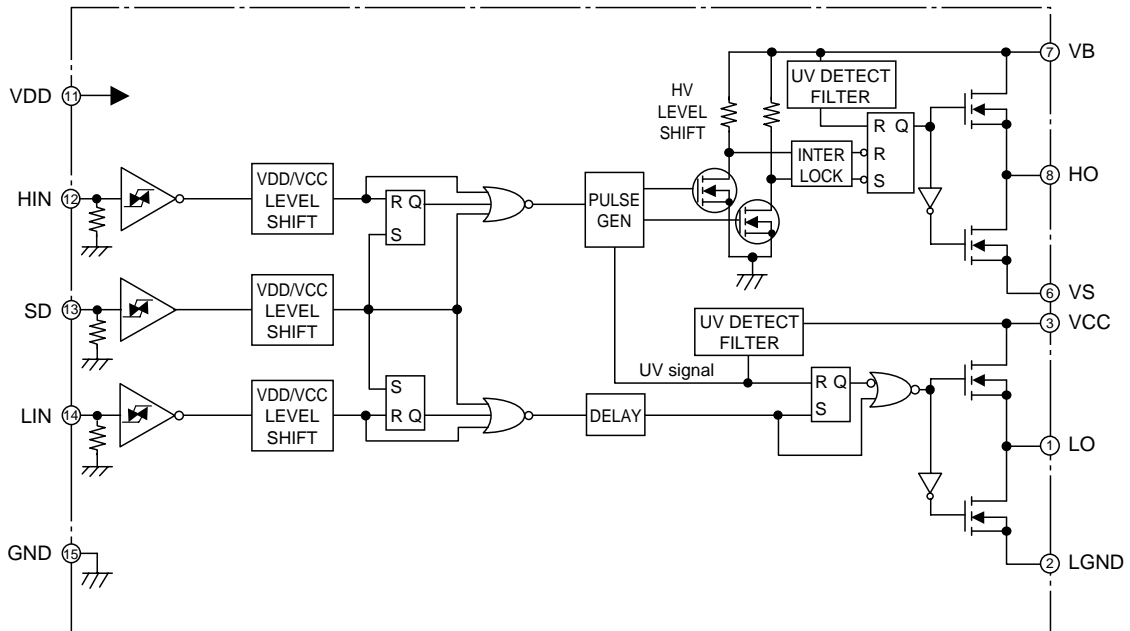 VDD
11
HIN
12
SD
13
LIN
14
GND
15
VDD/VCC
LEVEL
SHIFT
VDD/VCC
LEVEL
SHIFT
VDD/VCC
LEVEL
SHIFT
R Q
S
S
R Q
PULSE
GEN
DELAY
HV
LEVEL
SHIFT
UV DETECT
FILTER
INTER
LOCK
R Q
R
S
UV DETECT
FILTER
UV signal
R Q
S
7
VB
8
HO
6
VS
3
VCC
1
LO
2
LGND